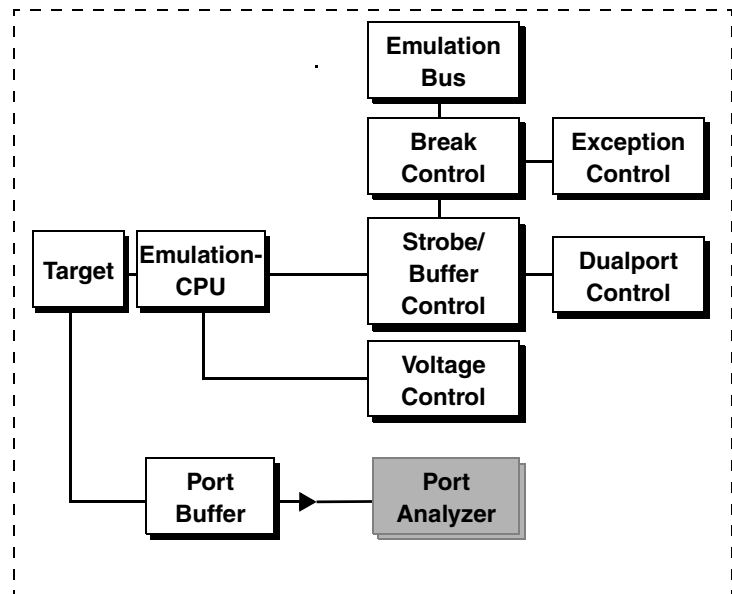 Emulation
Bus
Break
Control
Exception
Control
Target
Emulation-
CPU
Strobe/
Buffer
Control
Dualport
Control
Voltage
Control
Port
Buffer
Port
Analyzer